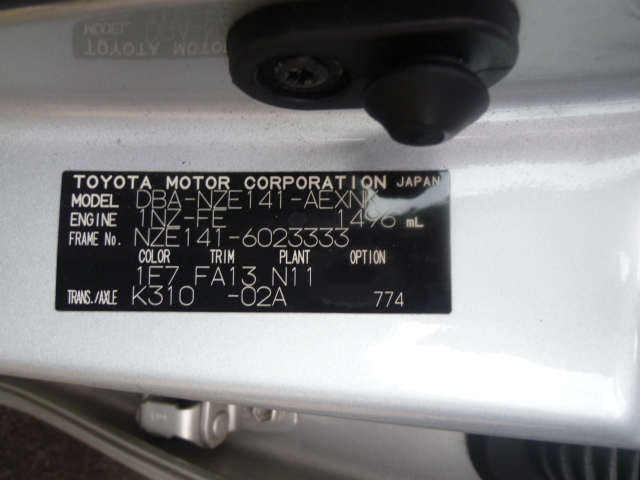 TOYOTA MOTOR CORPORATION JAPAN
MODEL DBA-NZE141-AEXNK
ENGINE 1NZ-FE 1496 mL
FRAME No. NZE141-6023333
COLOR TRIM PLANT OPTION
1E7 FA13 N11
TRANS./AXLE K310 -02A 774